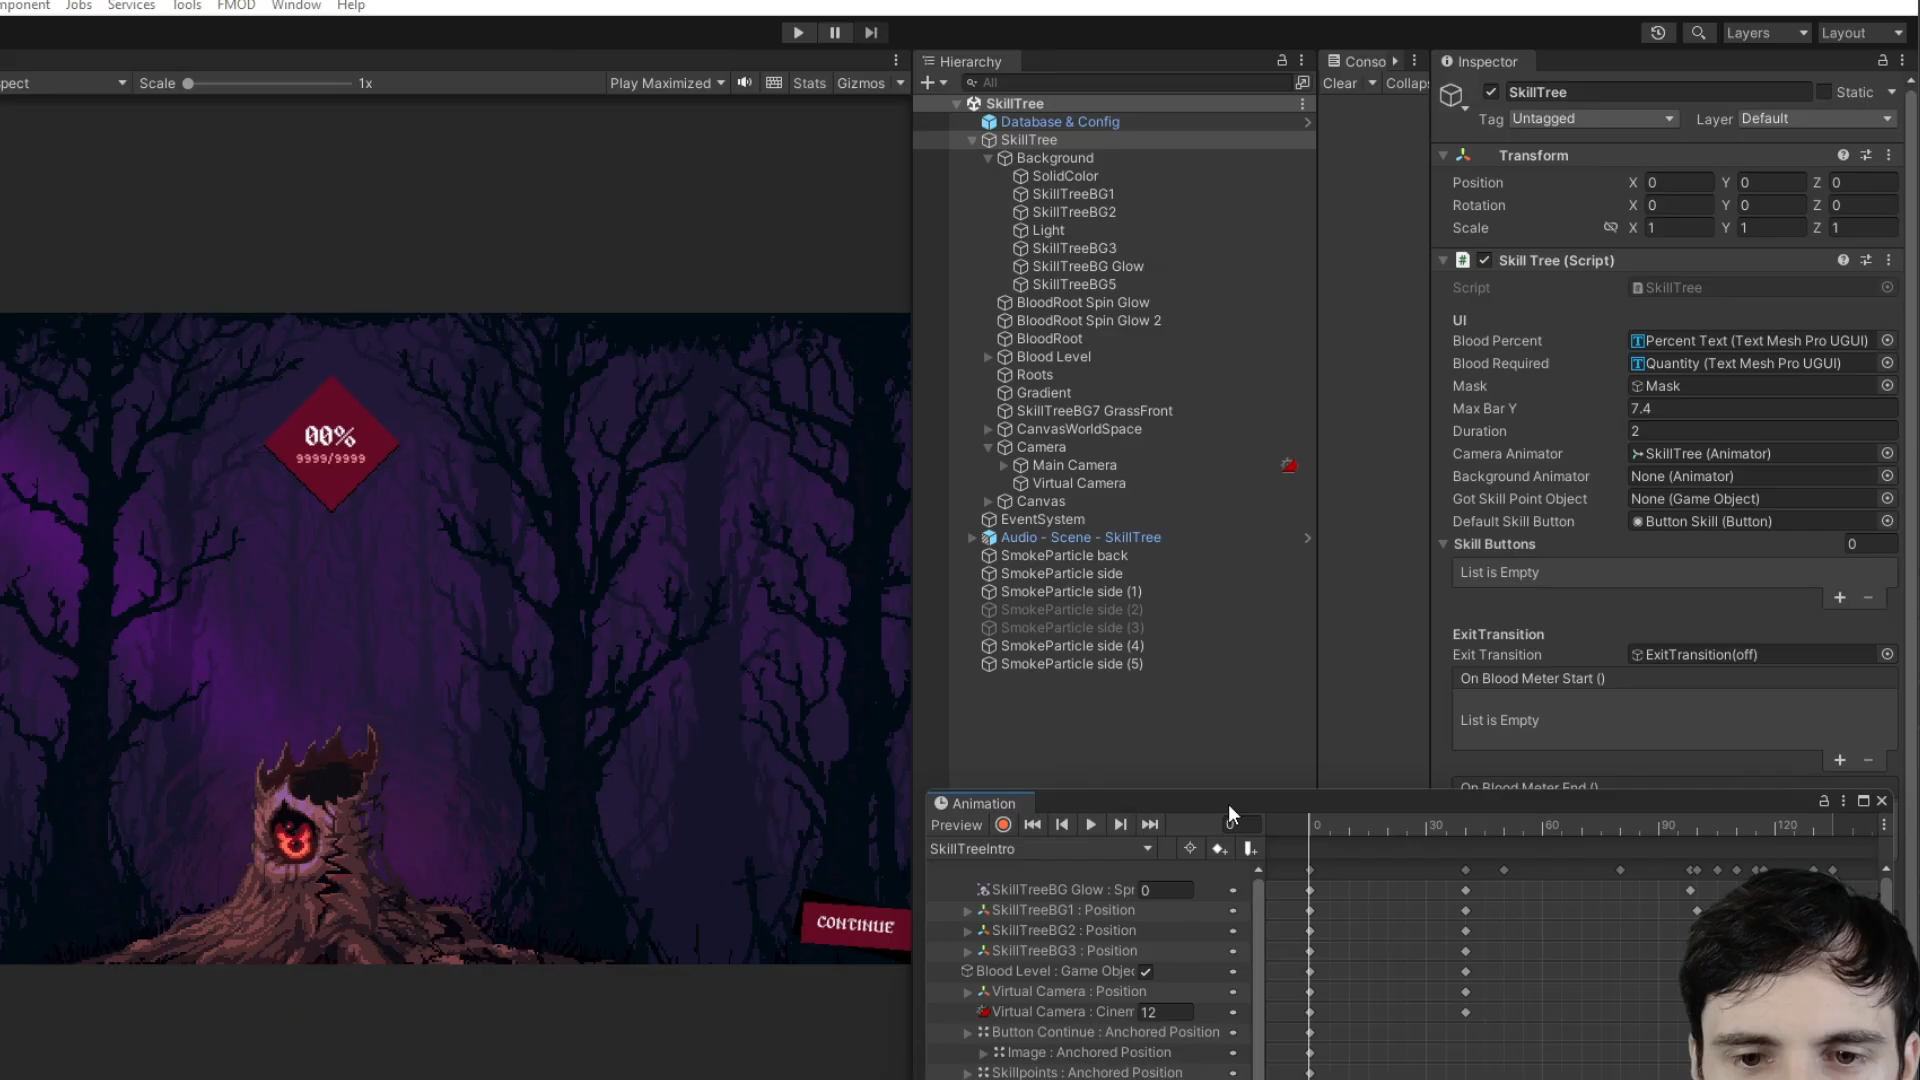 mponent Jobs Services Tools FMOD Window Help
Layers Layout
pect Scale 1x Play Maximized Stats Gizmos
Hierarchy
All
SkillTree
Database & Config
SkillTree
Background
SolidColor
SkillTreeBG1
SkillTreeBG2
Light
SkillTreeBG3
SkillTreeBG Glow
SkillTreeBG5
BloodRoot Spin Glow
BloodRoot Spin Glow 2
BloodRoot
Blood Level
Roots
Gradient
SkillTreeBG7 GrassFront
CanvasWorldSpace
Camera
Main Camera
Virtual Camera
Canvas
EventSystem
Audio - Scene - SkillTree
SmokeParticle back
SmokeParticle side
SmokeParticle side (1)
SmokeParticle side (2)
SmokeParticle side (3)
SmokeParticle side (4)
SmokeParticle side (5)
Conso
Clear Collaps
Inspector
SkillTree Static
Tag Untagged Layer Default
Transform
Position X 0 Y 0 Z 0
Rotation X 0 Y 0 Z 0
Scale X 1 Y 1 Z 1
# Skill Tree (Script)
Script SkillTree
UI
Blood Percent Percent Text (Text Mesh Pro UGUI)
Blood Required Quantity (Text Mesh Pro UGUI)
Mask Mask
Max Bar Y 7.4
Duration 2
Camera Animator SkillTree (Animator)
Background Animator None (Animator)
Got Skill Point Object None (Game Object)
Default Skill Button Button Skill (Button)
Skill Buttons 0
List is Empty
ExitTransition
Exit Transition ExitTransition(off)
On Blood Meter Start ()
List is Empty
On Blood Meter End ()
00%
9999/9999
CONTINUE
Animation
Preview 0 0 30 60 90 120
SkillTreeIntro
SkillTreeBG Glow : Spr 0
SkillTreeBG1 : Position
SkillTreeBG2 : Position
SkillTreeBG3 : Position
Blood Level : Game Objec
Virtual Camera : Position
Virtual Camera : Cinem 12
Button Continue : Anchored Position
Image : Anchored Position
Skillpoints : Anchored Position